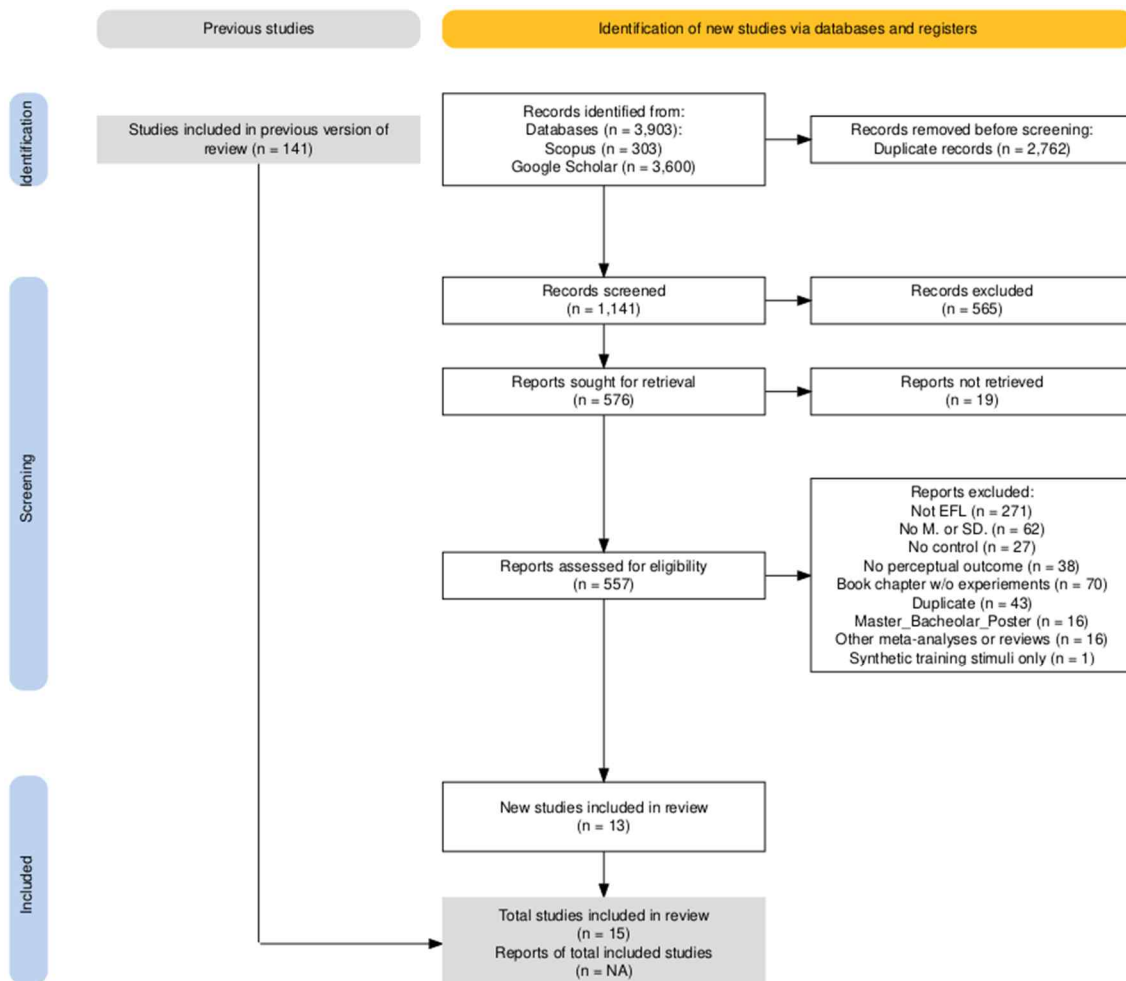 Previous studies
Identification of new studies via databases and registers
Identification
Studies included in previous version of
review (n = 141)
Records identified from:
Databases (n = 3,903):
Scopus (n = 303)
Google Scholar (n = 3,600)
Records removed before screening:
Duplicate records (n = 2,762)
Screening
Records screened
(n = 1,141)
Records excluded
(n = 565)
Reports sought for retrieval
(n = 576)
Reports not retrieved
(n = 19)
Reports assessed for eligibility
(n = 557)
Reports excluded:
Not EFL (n = 271)
No M. or SD. (n = 62)
No control (n = 27)
No perceptual outcome (n = 38)
Book chapter w/o experiements (n = 70)
Duplicate (n = 43)
Master_Bacheolar_Poster (n = 16)
Other meta-analyses or reviews (n = 16)
Synthetic training stimuli only (n = 1)
Included
New studies included in review
(n = 13)
Total studies included in review
(n = 15)
Reports of total included studies
(n = NA)